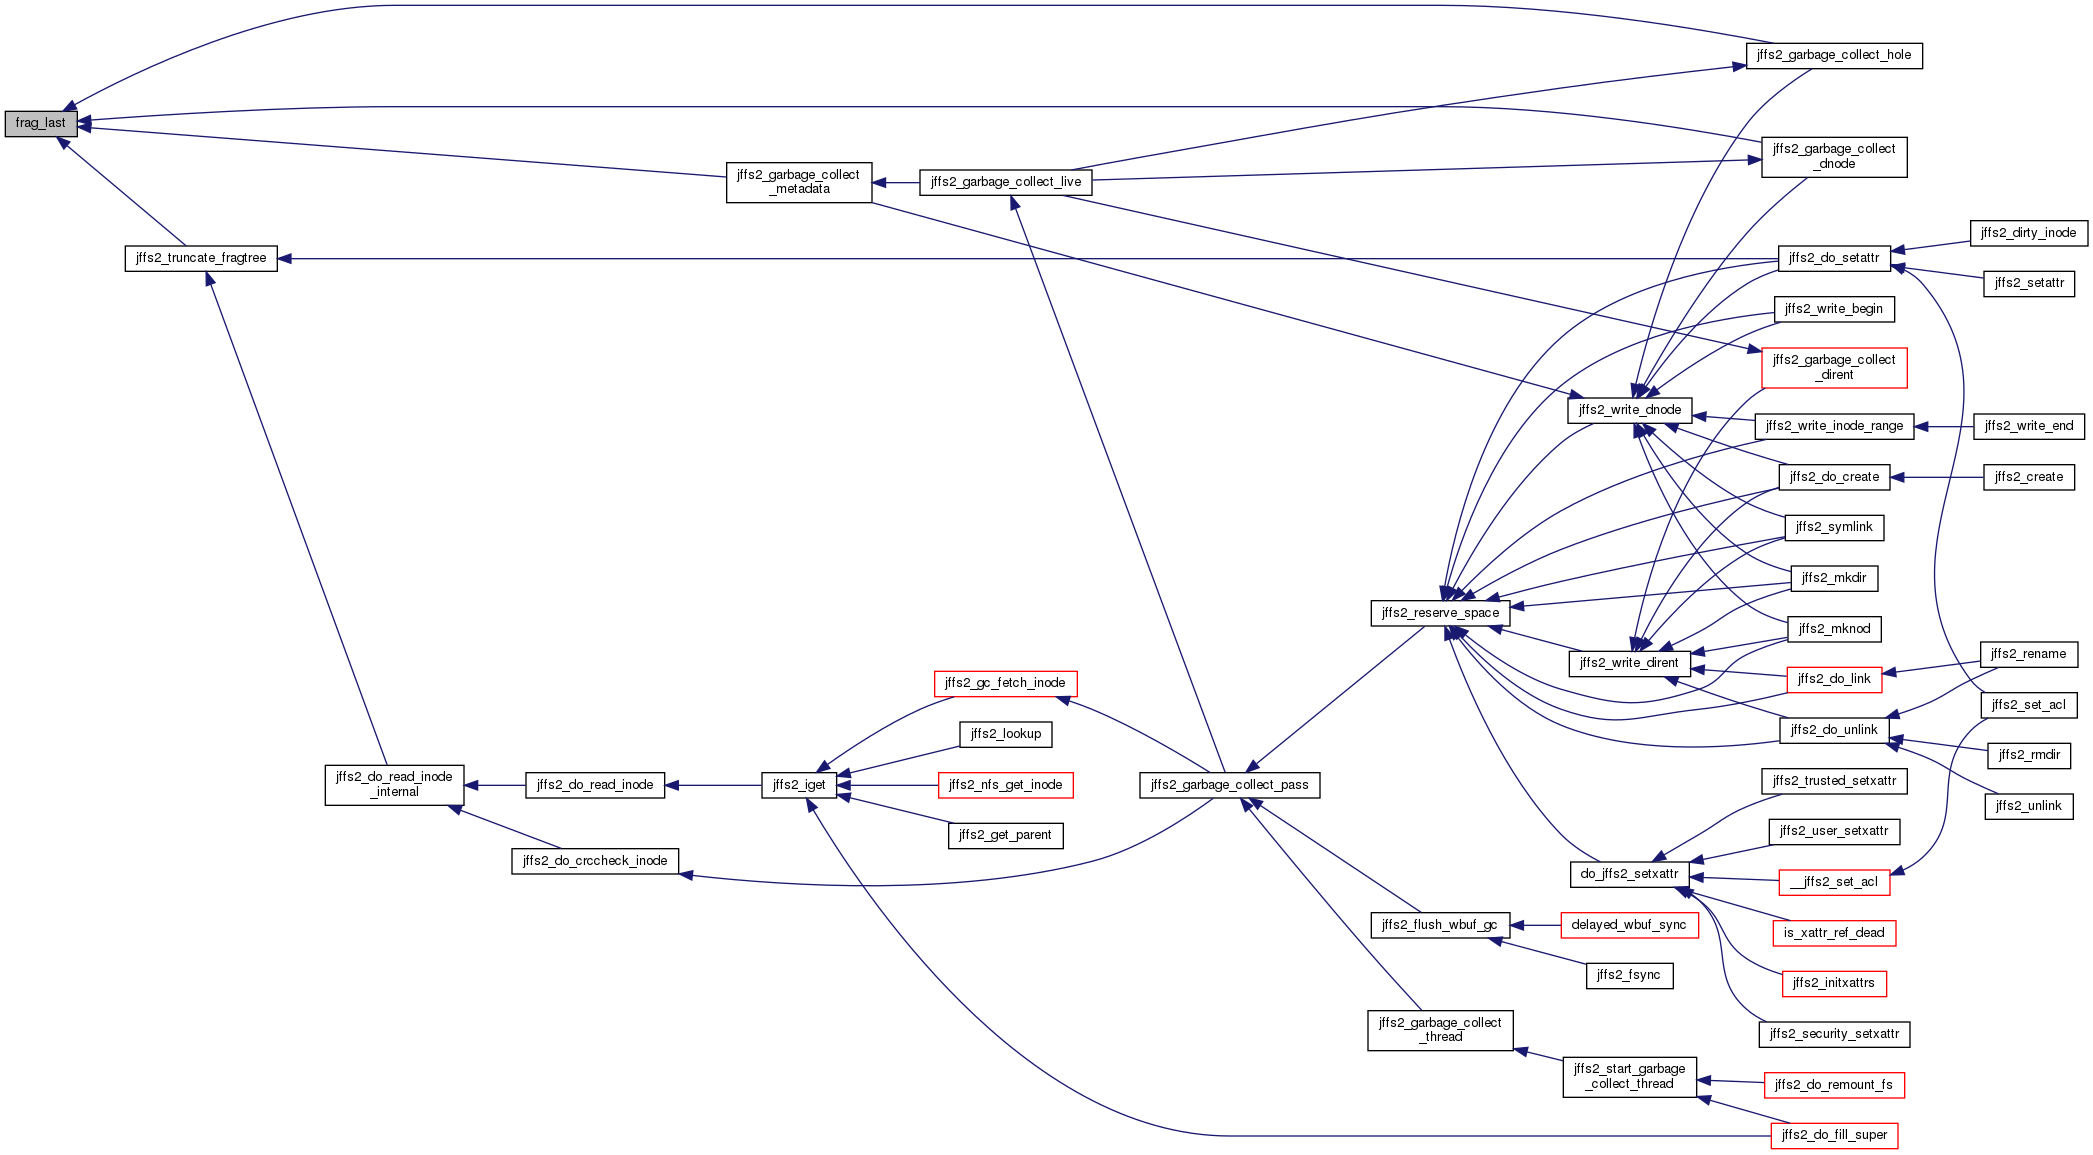 frag_last
jffs2_truncate_fragtree
jffs2_do_read_inode
_internal
jffs2_do_read_inode
jffs2_do_crccheck_inode
jffs2_garbage_collect
_metadata
jffs2_iget
jffs2_garbage_collect_live
jffs2_gc_fetch_inode
jffs2_lookup
jffs2_nfs_get_inode
jffs2_get_parent
jffs2_garbage_collect_pass
jffs2_reserve_space
jffs2_flush_wbuf_gc
jffs2_garbage_collect
_thread
jffs2_write_dnode
jffs2_write_dirent
do_jffs2_setxattr
delayed_wbuf_sync
jffs2_fsync
jffs2_start_garbage
_collect_thread
jffs2_garbage_collect_hole
jffs2_garbage_collect
_dnode
jffs2_do_setattr
jffs2_write_begin
jffs2_garbage_collect
_dirent
jffs2_write_inode_range
jffs2_do_create
jffs2_symlink
jffs2_mkdir
jffs2_mknod
jffs2_do_link
jffs2_do_unlink
jffs2_trusted_setxattr
jffs2_user_setxattr
__jffs2_set_acl
is_xattr_ref_dead
jffs2_initxattrs
jffs2_security_setxattr
jffs2_do_remount_fs
jffs2_do_fill_super
jffs2_dirty_inode
jffs2_setattr
jffs2_write_end
jffs2_create
jffs2_rename
jffs2_set_acl
jffs2_rmdir
jffs2_unlink